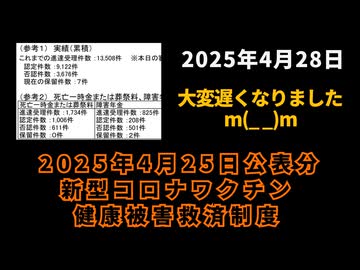 (参考1) 実績(累積)
これまでの進達受理件数:13,508件 ※本日の審
認定件数:9,122件
否認件数:3,676件
現在の保留件数:7件
(参考2) 死亡一時金または葬祭料、障害年
死亡一時金または葬祭料 障害年金
進達受理件数:1,734件 進達受理件数:825件
認定件数:1,006件 認定件数:208件
否認件数:611件 否認件数:501件
保留件数:0件 保留件数:2件
2025年4月28日
大変遅くなりました
m(_ _)m
2025年4月25日公表分
新型コロナワクチン
健康被害救済制度